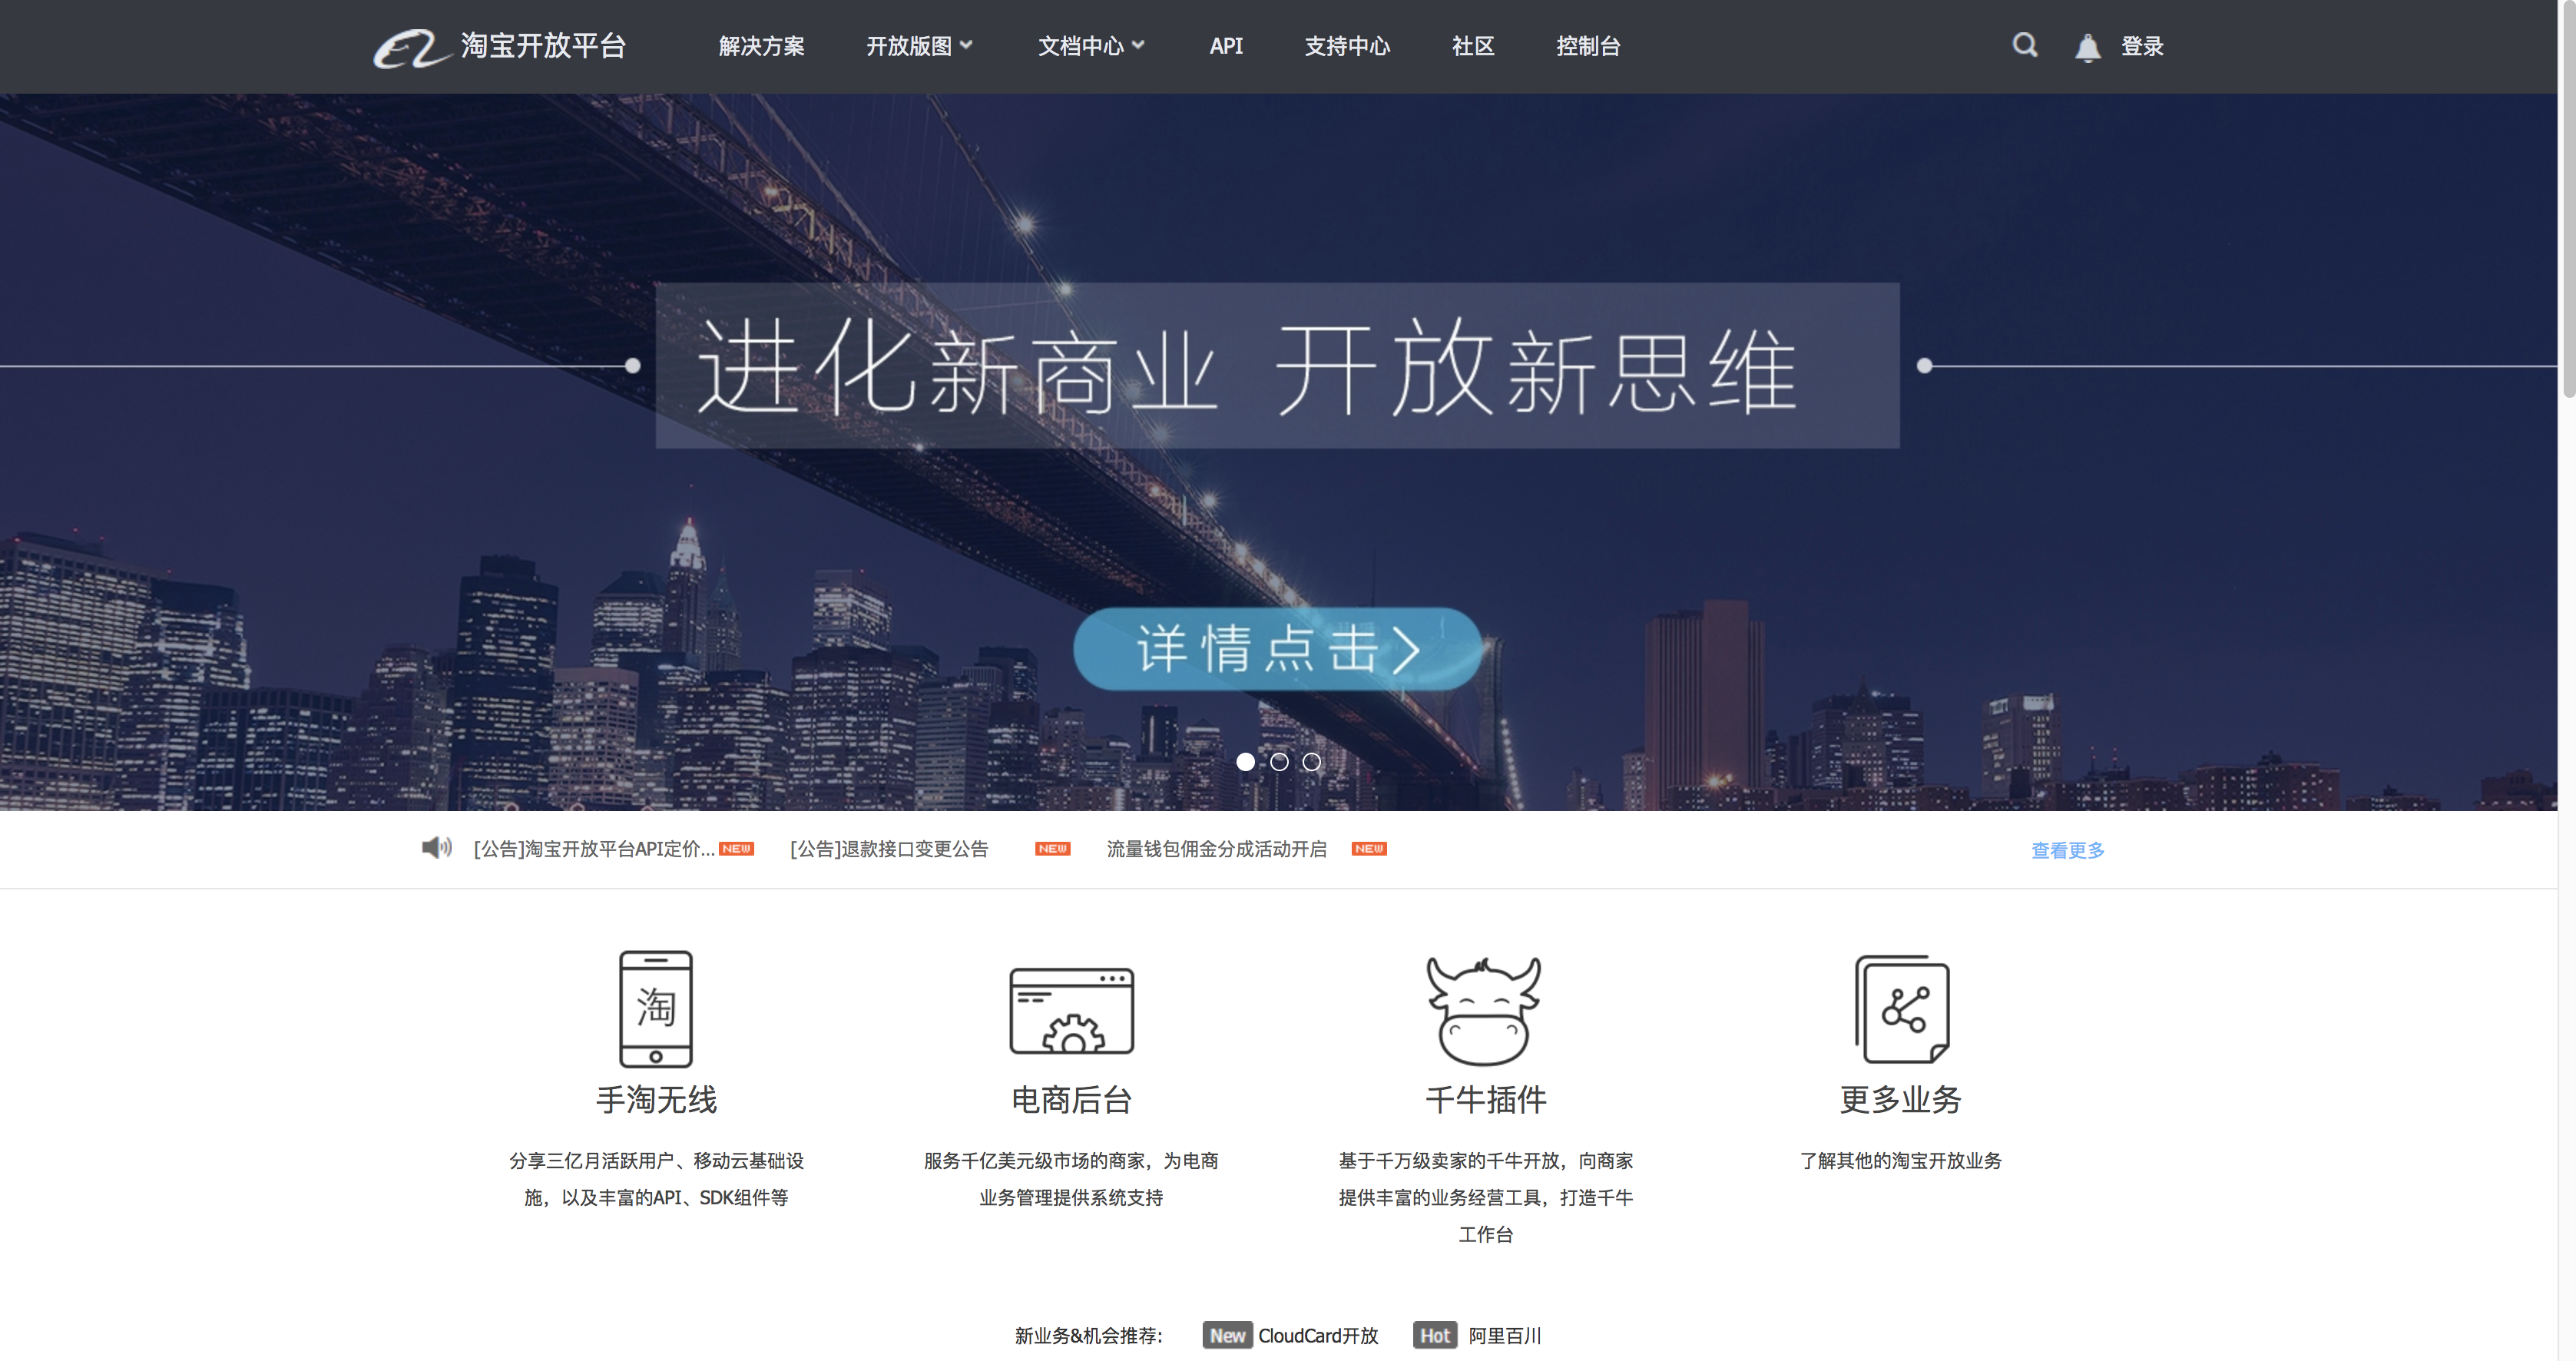 淘宝开放平台 解决方案 开放版图 文档中心 API 支持中心 社区 控制台 登录
进化新商业 开放新思维
详情点击>
[公告]淘宝开放平台API定价... NEW [公告]退款接口变更公告 NEW 流量钱包佣金分成活动开启 NEW 查看更多
淘
手淘无线
分享三亿月活跃用户、移动云基础设
施，以及丰富的API、SDK组件等
电商后台
服务千亿美元级市场的商家，为电商
业务管理提供系统支持
千牛插件
基于千万级卖家的千牛开放，向商家
提供丰富的业务经营工具，打造千牛
工作台
更多业务
了解其他的淘宝开放业务
新业务&机会推荐: New CloudCard开放 Hot 阿里百川